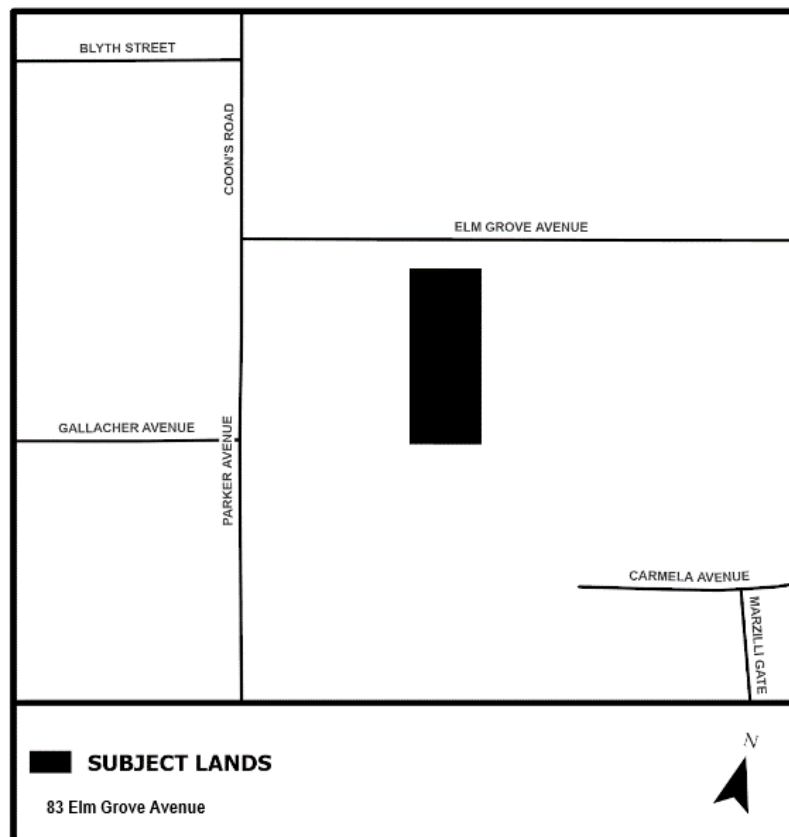 BLYTH STREET
COON'S ROAD
ELM GROVE AVENUE
GALLACHER AVENUE
PARKER AVENUE
CARMELA AVENUE
MARZILLI GATE
SUBJECT LANDS
N
83 Elm Grove Avenue